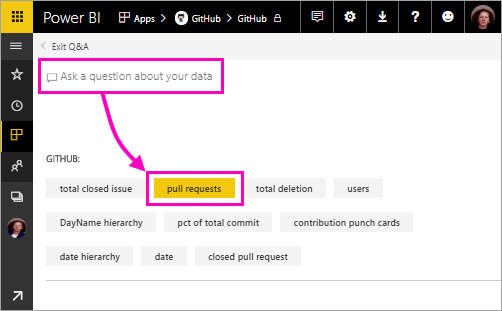 Power BI Apps > GitHub > GitHub
Exit Q&A
Ask a question about your data
GITHUB:
total closed issue pull requests total deletion users
DayName hierarchy pct of total commit contribution punch cards
date hierarchy date closed pull request